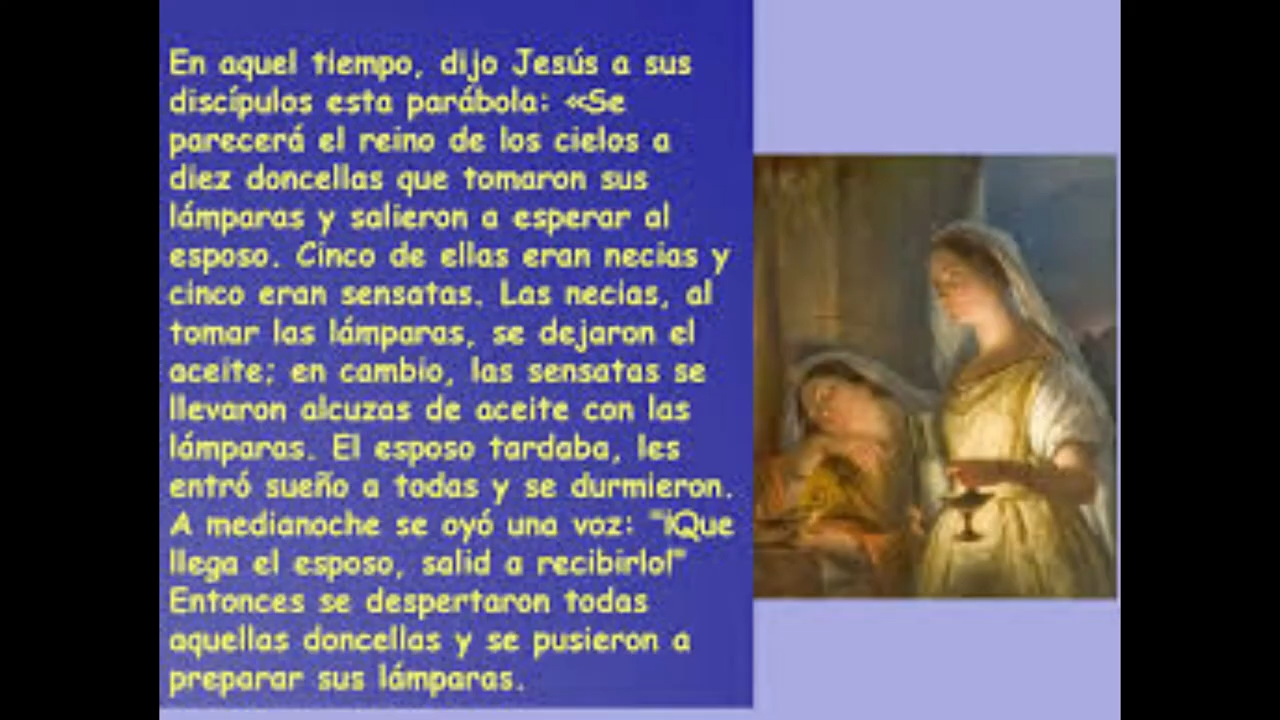 En aquel tiempo, dijo Jesús a sus
discípulos esta parábola: «Se
parecerá el reino de los cielos a
diez doncellas que tomaron sus
lámparas y salieron a esperar al
esposo. Cinco de ellas eran necias y
cinco eran sensatas. Las necias, al
tomar las lámparas, se dejaron el
aceite; en cambio, las sensatas se
llevaron alcuzas de aceite con las
lámparas. El esposo tardaba, les
entró sueño a todas y se durmieron.
A medianoche se oyó una voz: "¡Que
llega el esposo, salid a recibirlo!"
Entonces se despertaron todas
aquellas doncellas y se pusieron a
preparar sus lámparas.